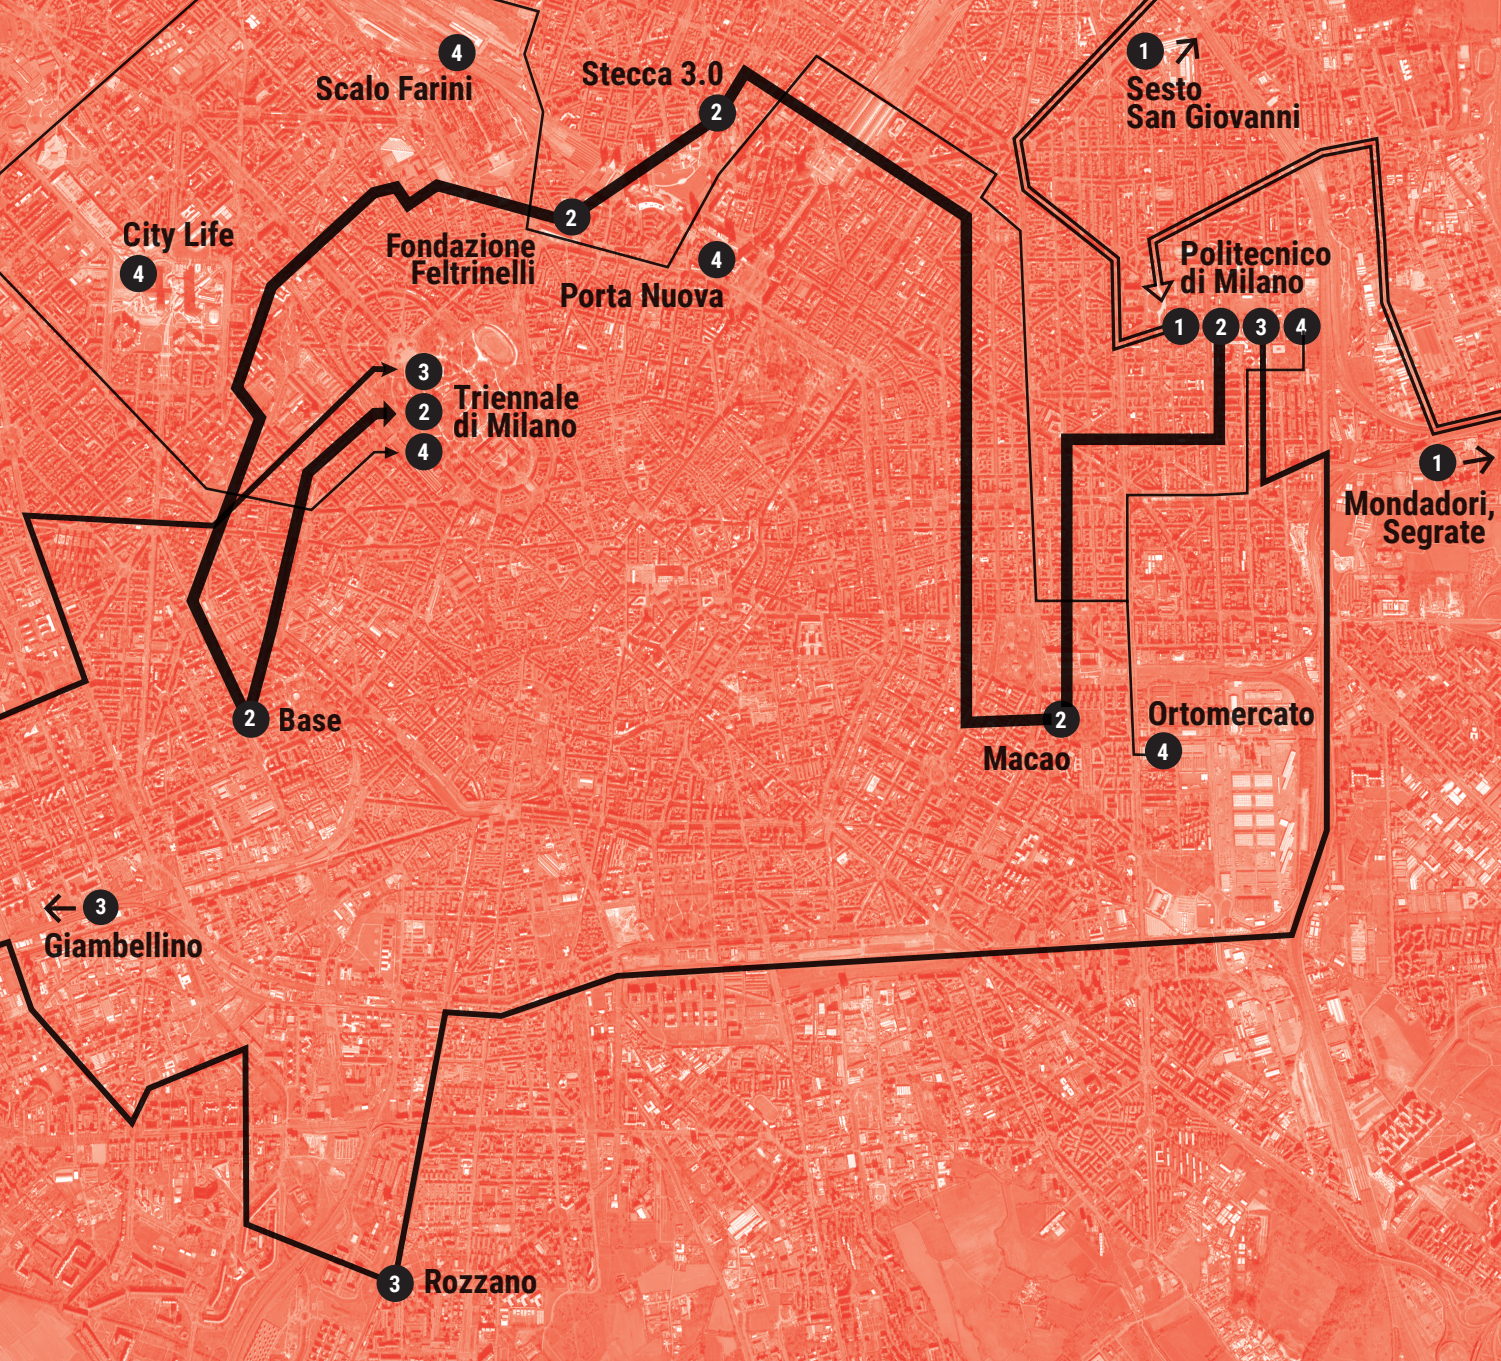 1
Sesto
San Giovanni
4
Scalo Farini
Stecca 3.0
2
2
Fondazione
Feltrinelli
City Life
4
4
Porta Nuova
Politecnico
di Milano
1 2 3 4
3
2
4
Triennale
di Milano
1
Mondadori,
Segrate
2 Base
2
Macao
Ortomercato
4
3
Giambellino
3 Rozzano